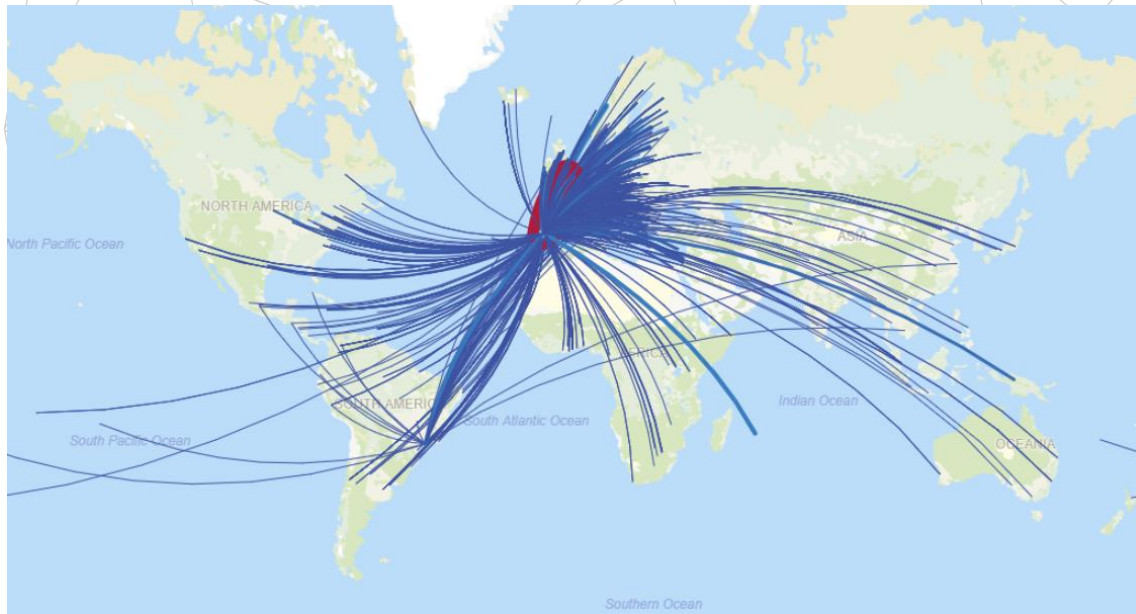 NORTH AMERICA
North Pacific Ocean
ASIA
AFRICA
SOUTH AMERICA
South Atlantic Ocean
Indian Ocean
South Pacific Ocean
OCEANIA
Southern Ocean